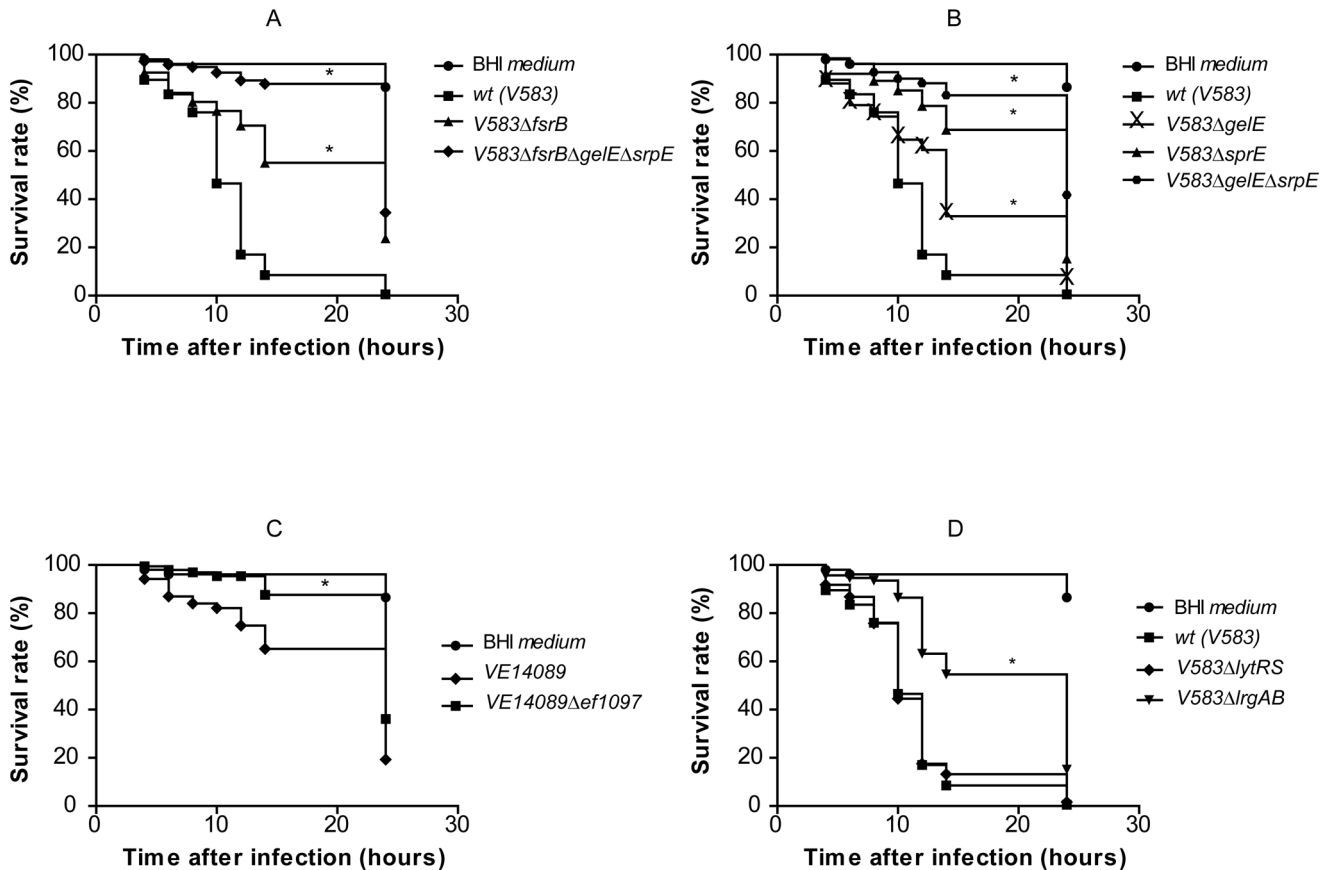 A
100
80
60
40
20
0
0 10 20 30
Survival rate (%)
Time after infection (hours)
*
*
BHI medium
wt (V583)
V583ΔfsrB
V583ΔfsrBΔgelEΔsrpE
B
100
80
60
40
20
0
0 10 20 30
Survival rate (%)
Time after infection (hours)
*
*
*
BHI medium
wt (V583)
V583ΔgelE
V583ΔsprE
V583ΔgelEΔsrpE
C
100
80
60
40
20
0
0 10 20 30
Survival rate (%)
Time after infection (hours)
*
BHI medium
VE14089
VE14089Δef1097
D
100
80
60
40
20
0
0 10 20 30
Survival rate (%)
Time after infection (hours)
*
BHI medium
wt (V583)
V583ΔlytRS
V583ΔlrgAB